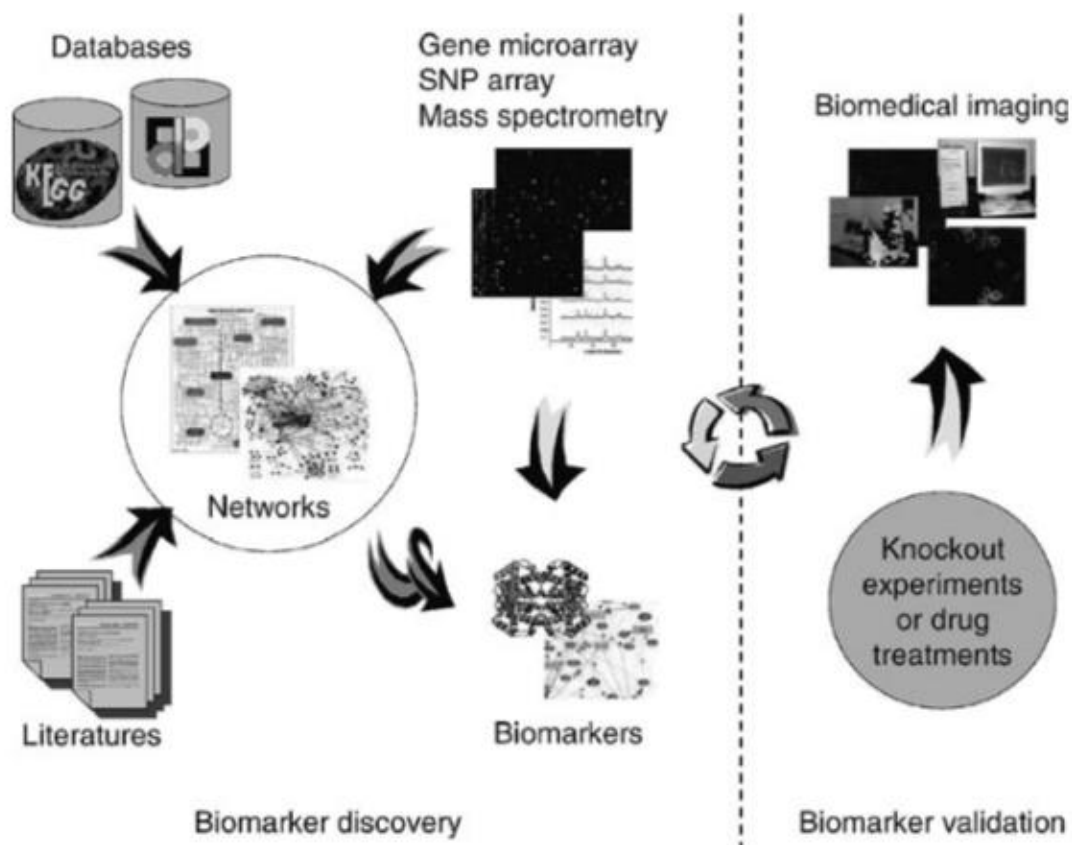 Databases
KEGG
Gene microarray
SNP array
Mass spectrometry
Biomedical imaging
Networks
Knockout
experiments
or drug
treatments
Literatures
Biomarkers
Biomarker discovery
Biomarker validation